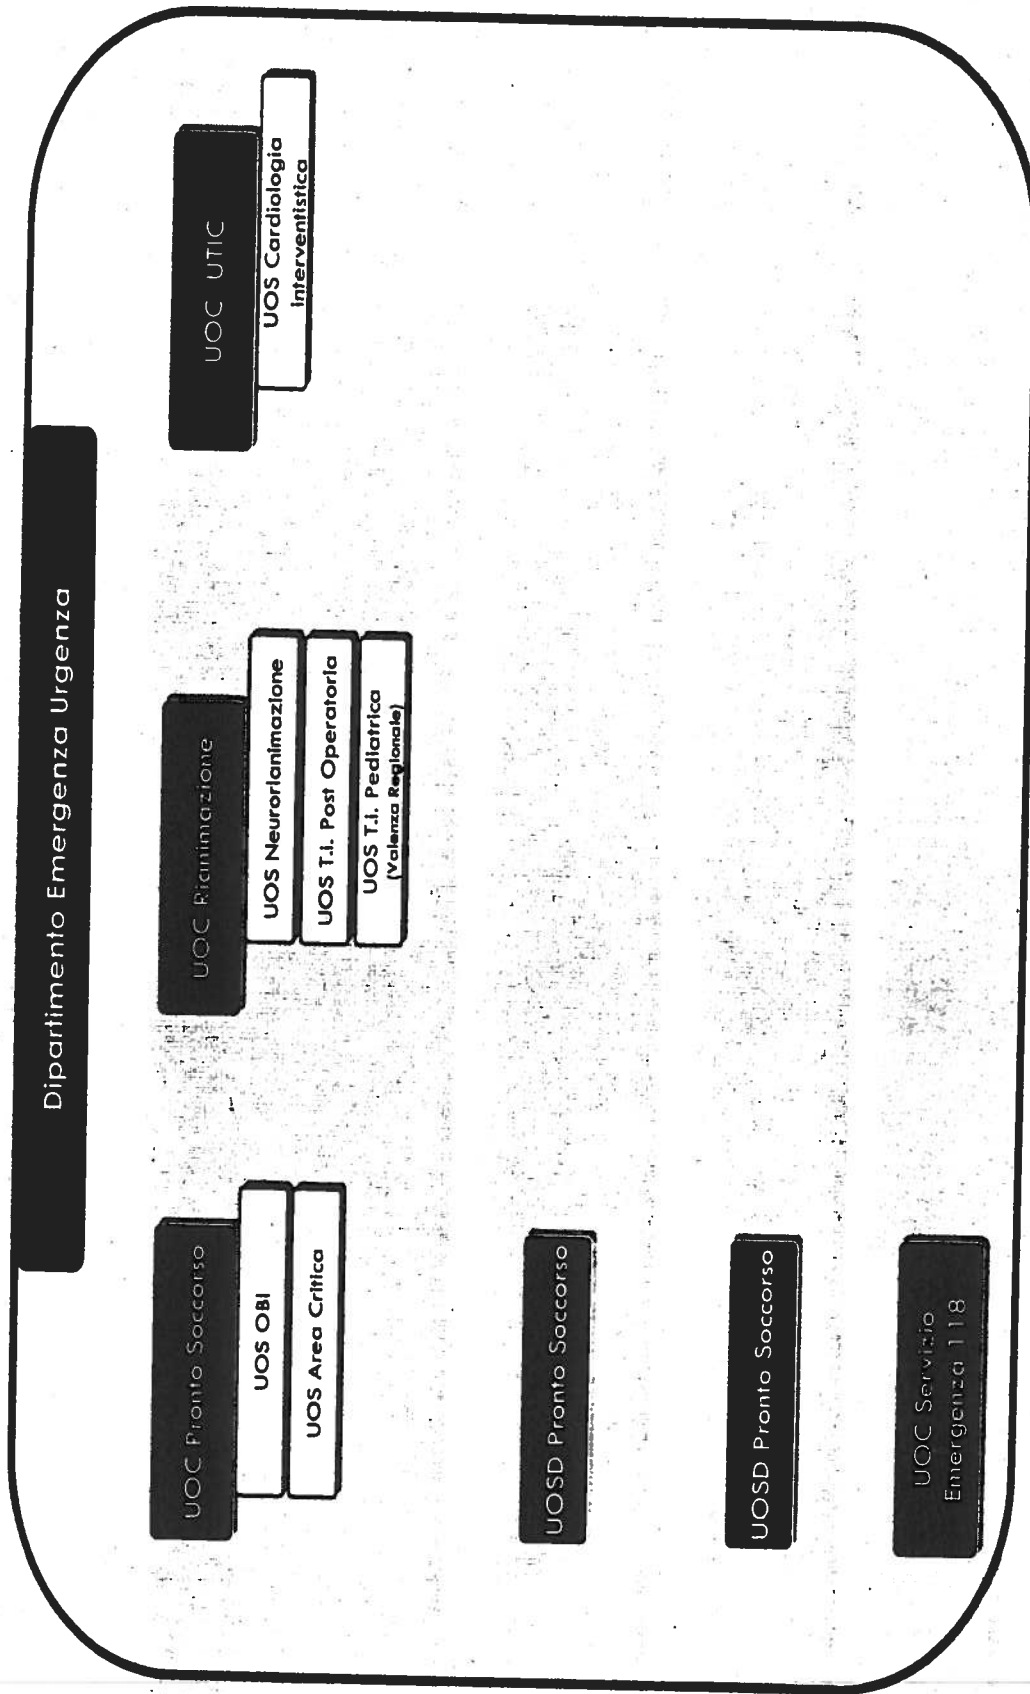 Dipartimento Emergenza Urgenza
UOC Pronto Soccorso
UOS OBI
UOS Area Critica
UOC Rianimazione
UOS Neurorianimazione
UOS T.I. Post Operatoria
UOS T.I. Pediatrica
(Valenza Regionale)
UOC UTIC
UOS Cardiologia
Interventistica
UOSD Pronto Soccorso
UOSD Pronto Soccorso
UOC Servizio
Emergenza 118